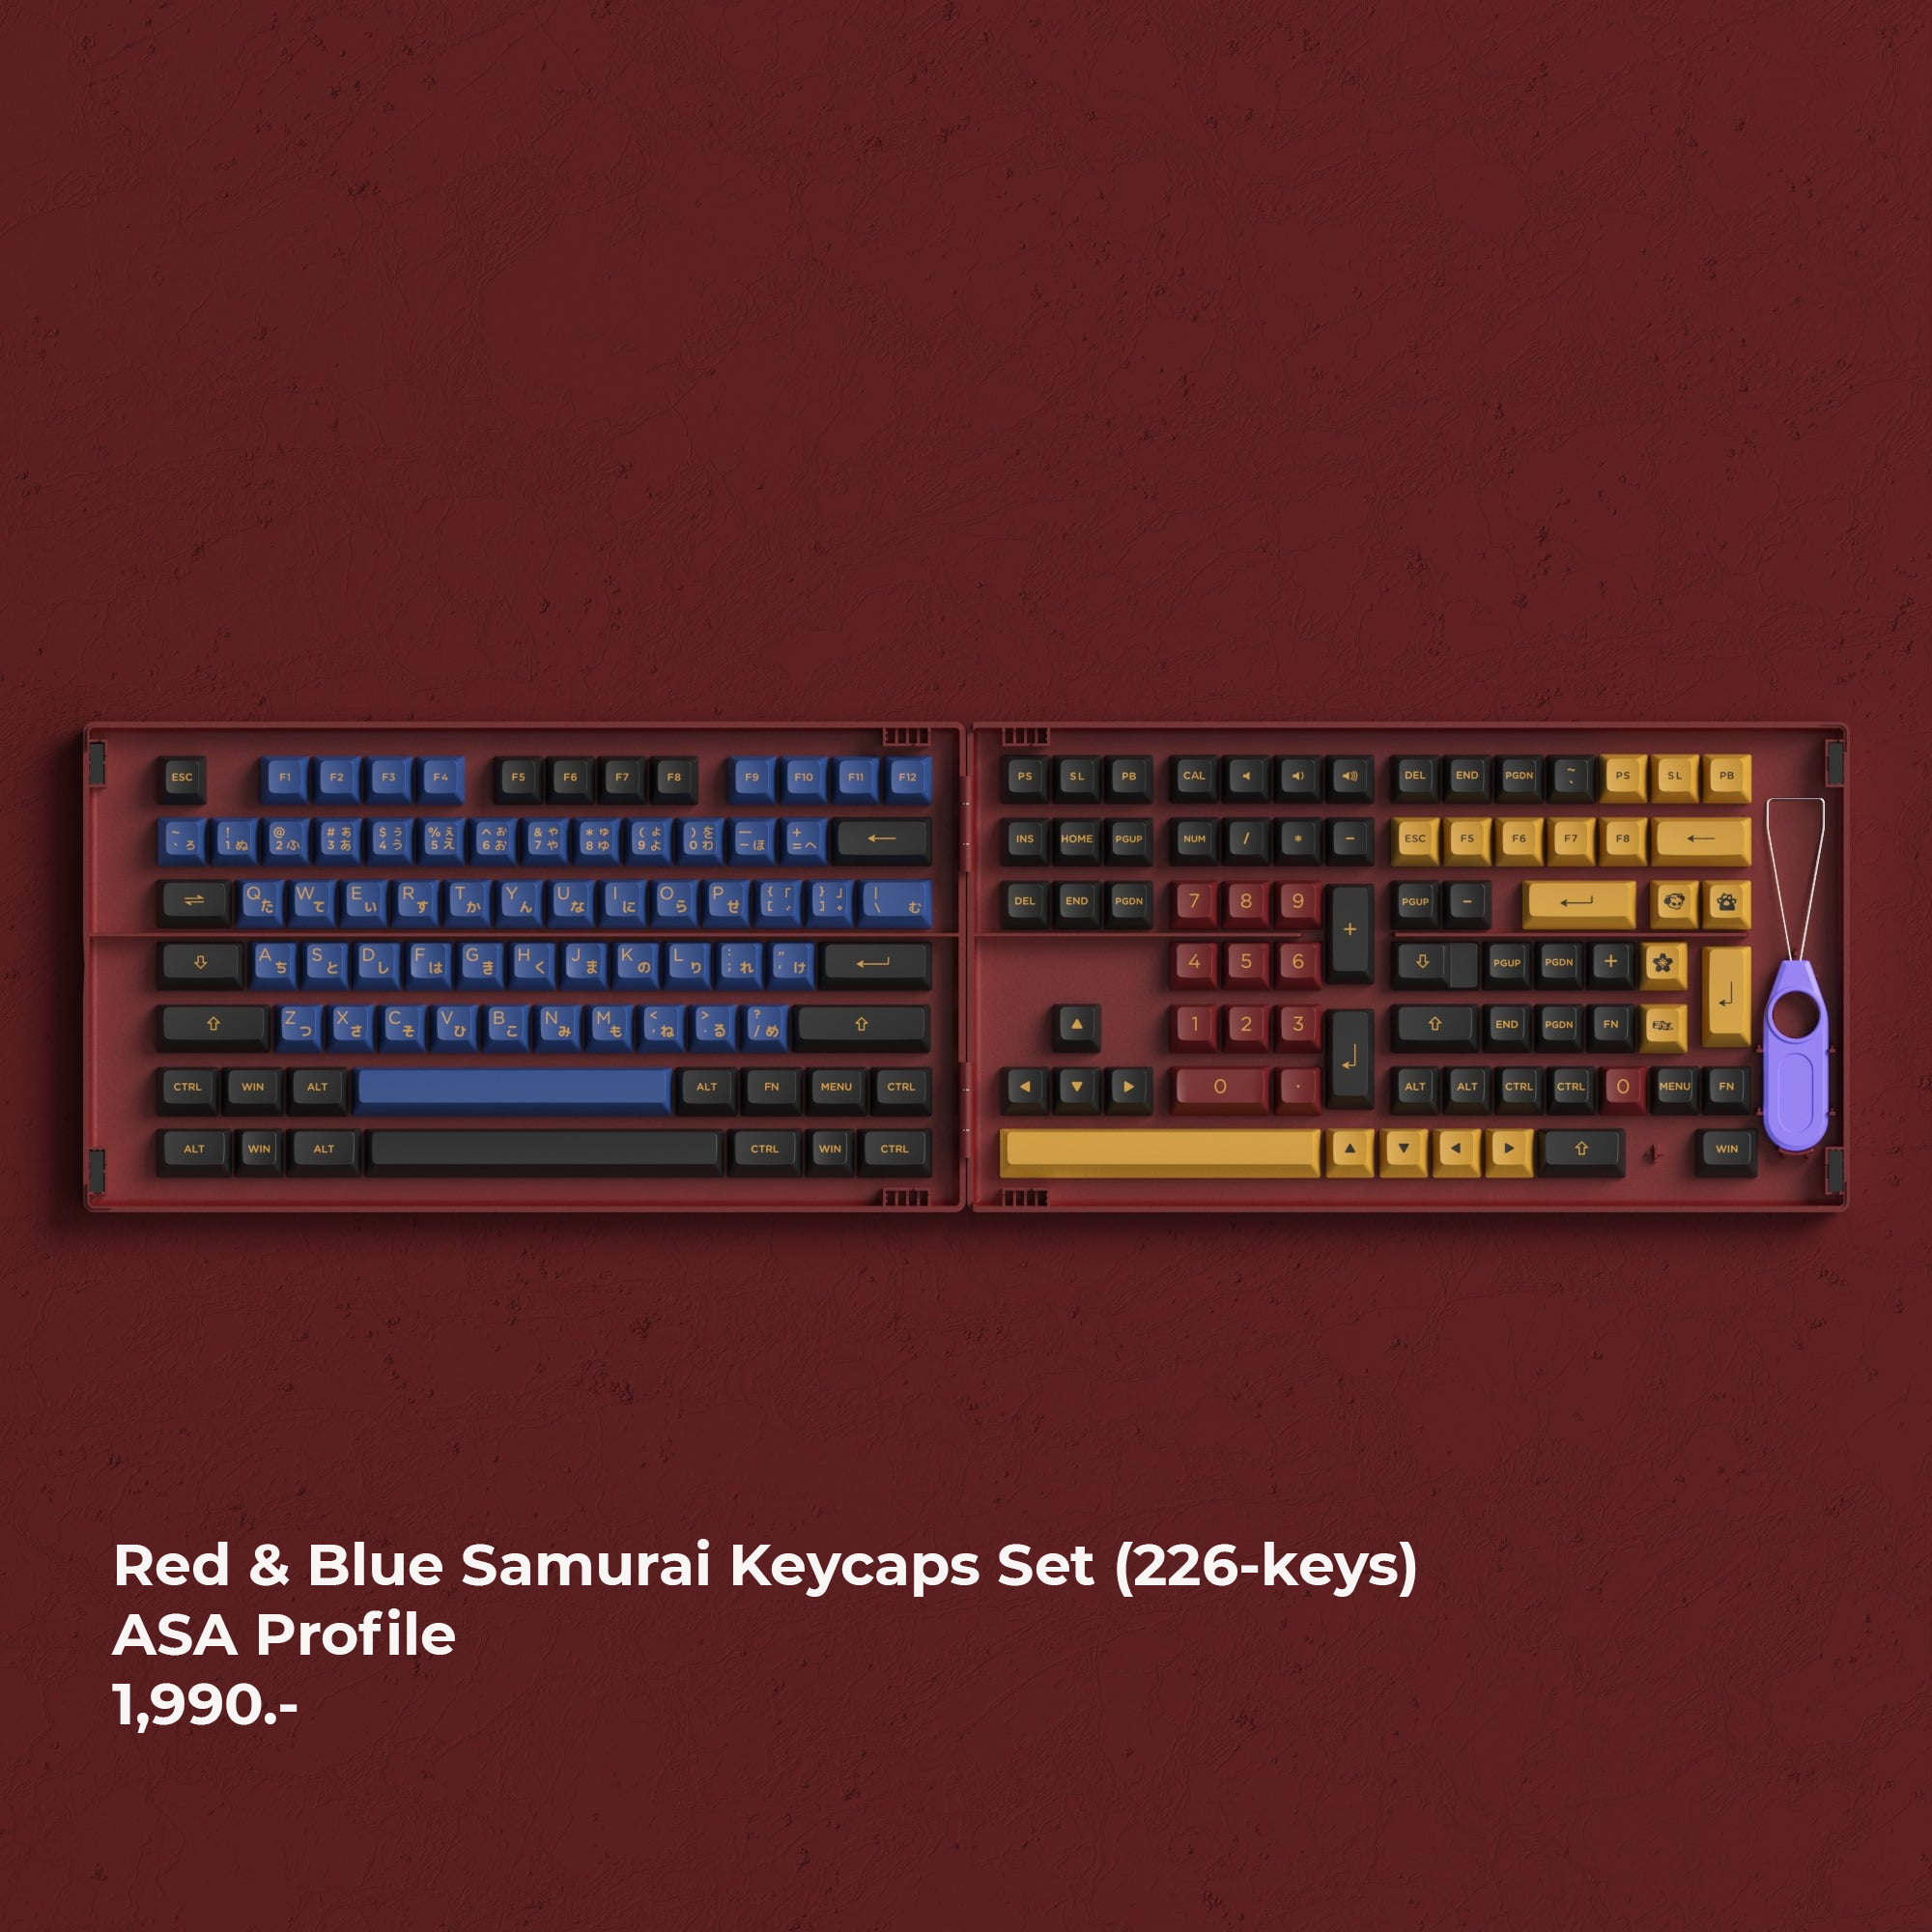 ESC F1 F2 F3 F4 F5 F6 F7 F8 F9 F10 F11 F12
~ ` ろ ! 1 ぬ @ 2 ふ # あ 3 あ $ う 4 う % え 5 え ^ お 6 お & や 7 や * ゆ 8 ゆ ( よ 9 よ ) を 0 わ — - ほ + = へ ←
⇌ Q た W て E い R す T か Y ん U な I に O ら P せ { 「 [ ゜ } 」 ] 。 | \ む
⇩ A ち S と D し F は G き H く J ま K の L り : ; れ " ' け ↵
⇧ Z つ X さ C そ V ひ B こ N み M も < , ね > . る ? / め ⇧
CTRL WIN ALT ALT FN MENU CTRL
ALT WIN ALT CTRL WIN CTRL
PS SL PB CAL DEL END PGDN ~ ` PS SL PB
INS HOME PGUP NUM / * - ESC F5 F6 F7 F8 ←
DEL END PGDN 7 8 9 + PGUP - ↵
4 5 6 ⇩ PGUP PGDN + ↵
▲ 1 2 3 ↵ ⇧ END PGDN FN
◀ ▼ ▶ 0 . ALT ALT CTRL CTRL 0 MENU FN
▲ ▼ ◀ ▶ ⇧ WIN
Red & Blue Samurai Keycaps Set (226-keys)
ASA Profile
1,990.-